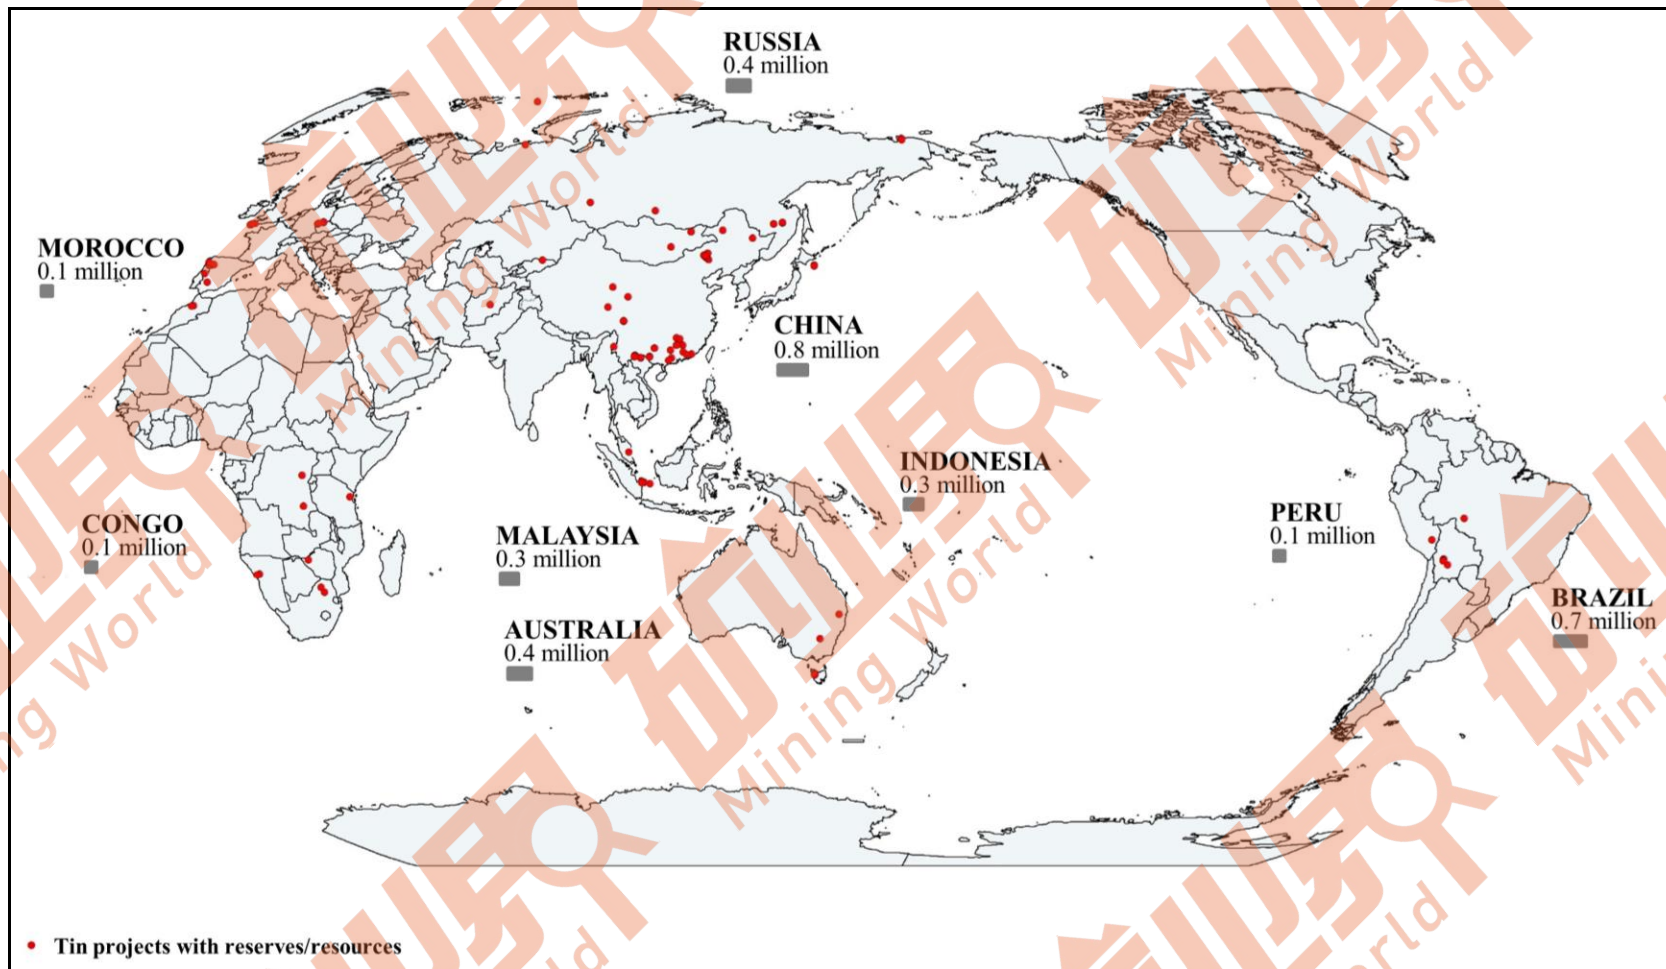 RUSSIA
0.4 million
MOROCCO
0.1 million
CHINA
0.8 million
INDONESIA
0.3 million
CONGO
0.1 million
MALAYSIA
0.3 million
PERU
0.1 million
AUSTRALIA
0.4 million
BRAZIL
0.7 million
Tin projects with reserves/resources
矿业界
Mining World